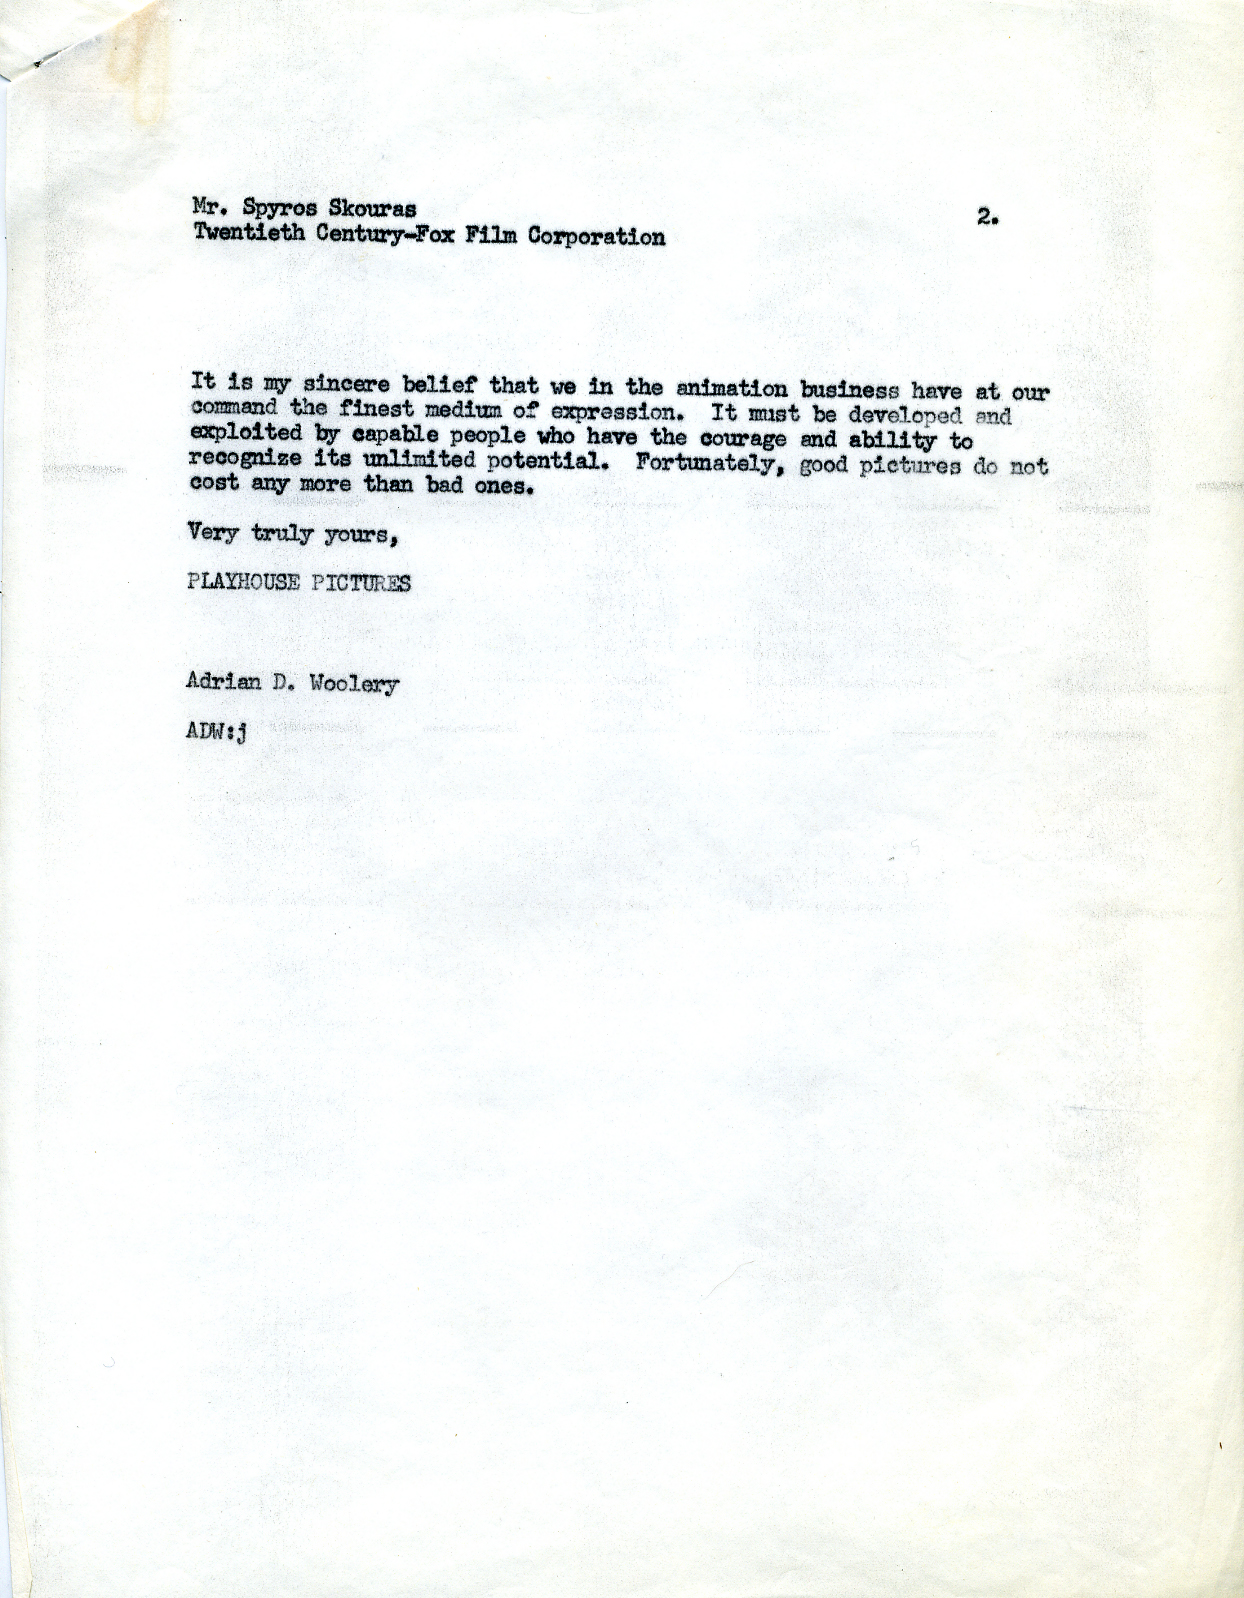 Mr. Spyros Skouras
2.
Twentieth Century-Fox Film Corporation
It is my sincere belief that we in the animation business have at our
command the finest medium of expression.  It must be developed and
exploited by capable people who have the courage and ability to
recognize its unlimited potential.  Fortunately, good pictures do not
cost any more than bad ones.
Very truly yours,
PLAYHOUSE PICTURES
Adrian D. Woolery
ADW:j